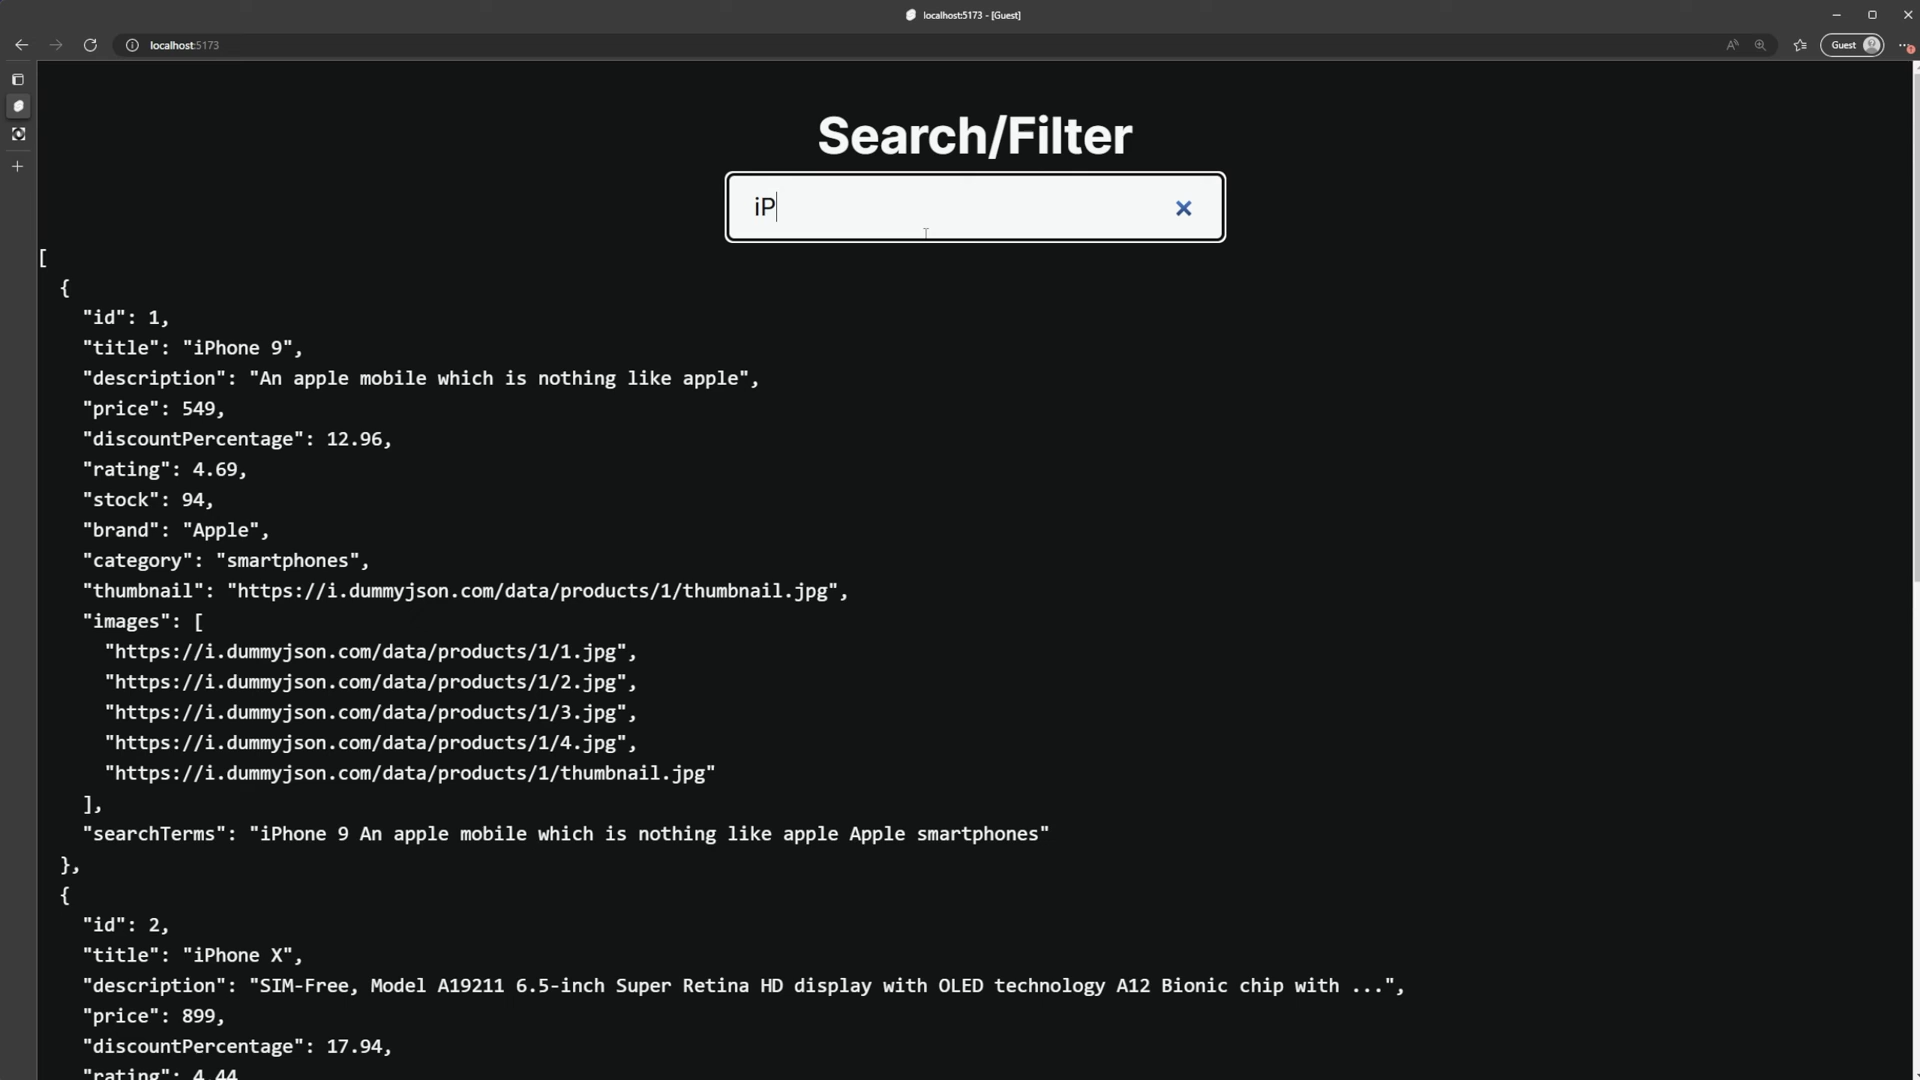 localhost:5173 - [Guest]
localhost:5173
Guest
Search/Filter
iP
[
{
"id": 1,
"title": "iPhone 9",
"description": "An apple mobile which is nothing like apple",
"price": 549,
"discountPercentage": 12.96,
"rating": 4.69,
"stock": 94,
"brand": "Apple",
"category": "smartphones",
"thumbnail": "https://i.dummyjson.com/data/products/1/thumbnail.jpg",
"images": [
"https://i.dummyjson.com/data/products/1/1.jpg",
"https://i.dummyjson.com/data/products/1/2.jpg",
"https://i.dummyjson.com/data/products/1/3.jpg",
"https://i.dummyjson.com/data/products/1/4.jpg",
"https://i.dummyjson.com/data/products/1/thumbnail.jpg"
],
"searchTerms": "iPhone 9 An apple mobile which is nothing like apple Apple smartphones"
},
{
"id": 2,
"title": "iPhone X",
"description": "SIM-Free, Model A19211 6.5-inch Super Retina HD display with OLED technology A12 Bionic chip with ...",
"price": 899,
"discountPercentage": 17.94,
"rating": 4.44